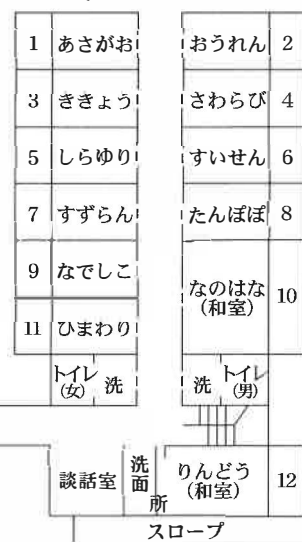 1 あさがお おうれん 2
3 ききょう さわらび 4
5 しらゆり すいせん 6
7 すずらん たんぽぽ 8
9 なでしこ
なのはな
(和室)
10
11 ひまわり
トイレ
(女)
洗
洗
トイレ
(男)
談話室
洗面所
りんどう
(和室)
12
スロープ